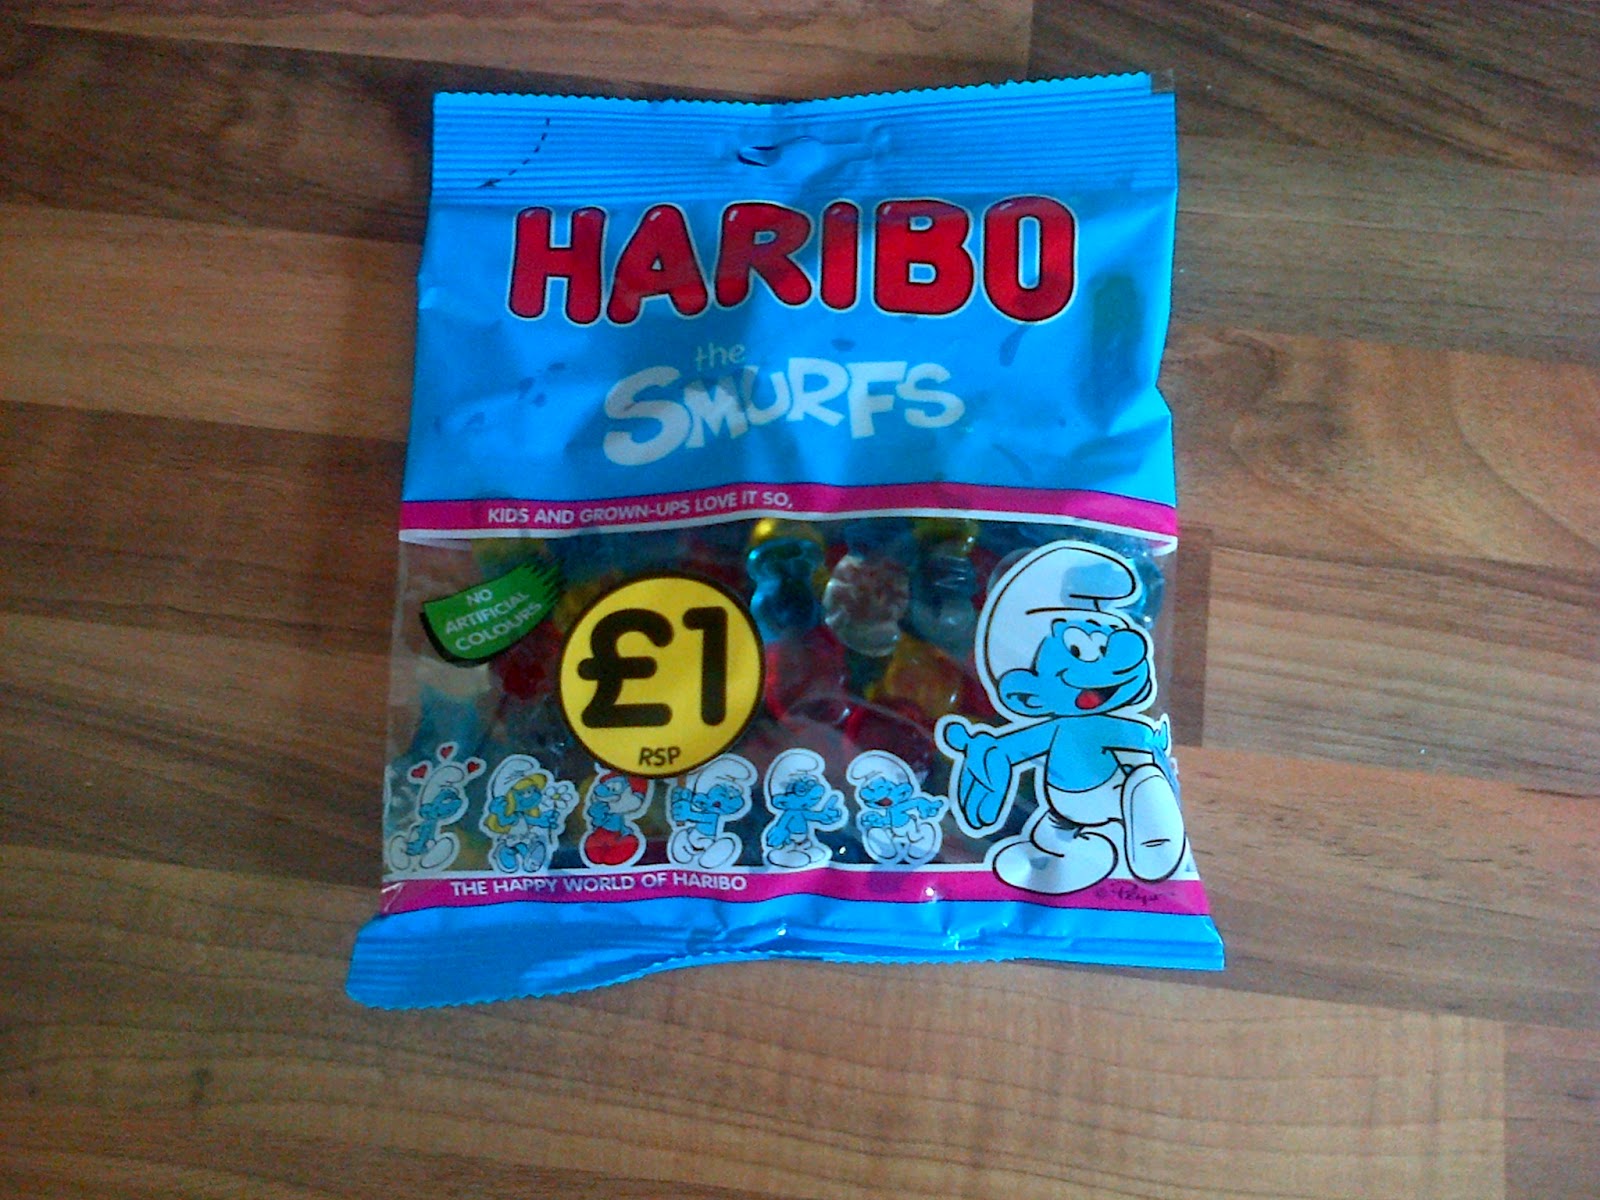 HARIBO
the
SMURFS
KIDS AND GROWN-UPS LOVE IT SO,
NO
ARTIFICIAL
COLOURS
£1
RSP
THE HAPPY WORLD OF HARIBO
© Peyo